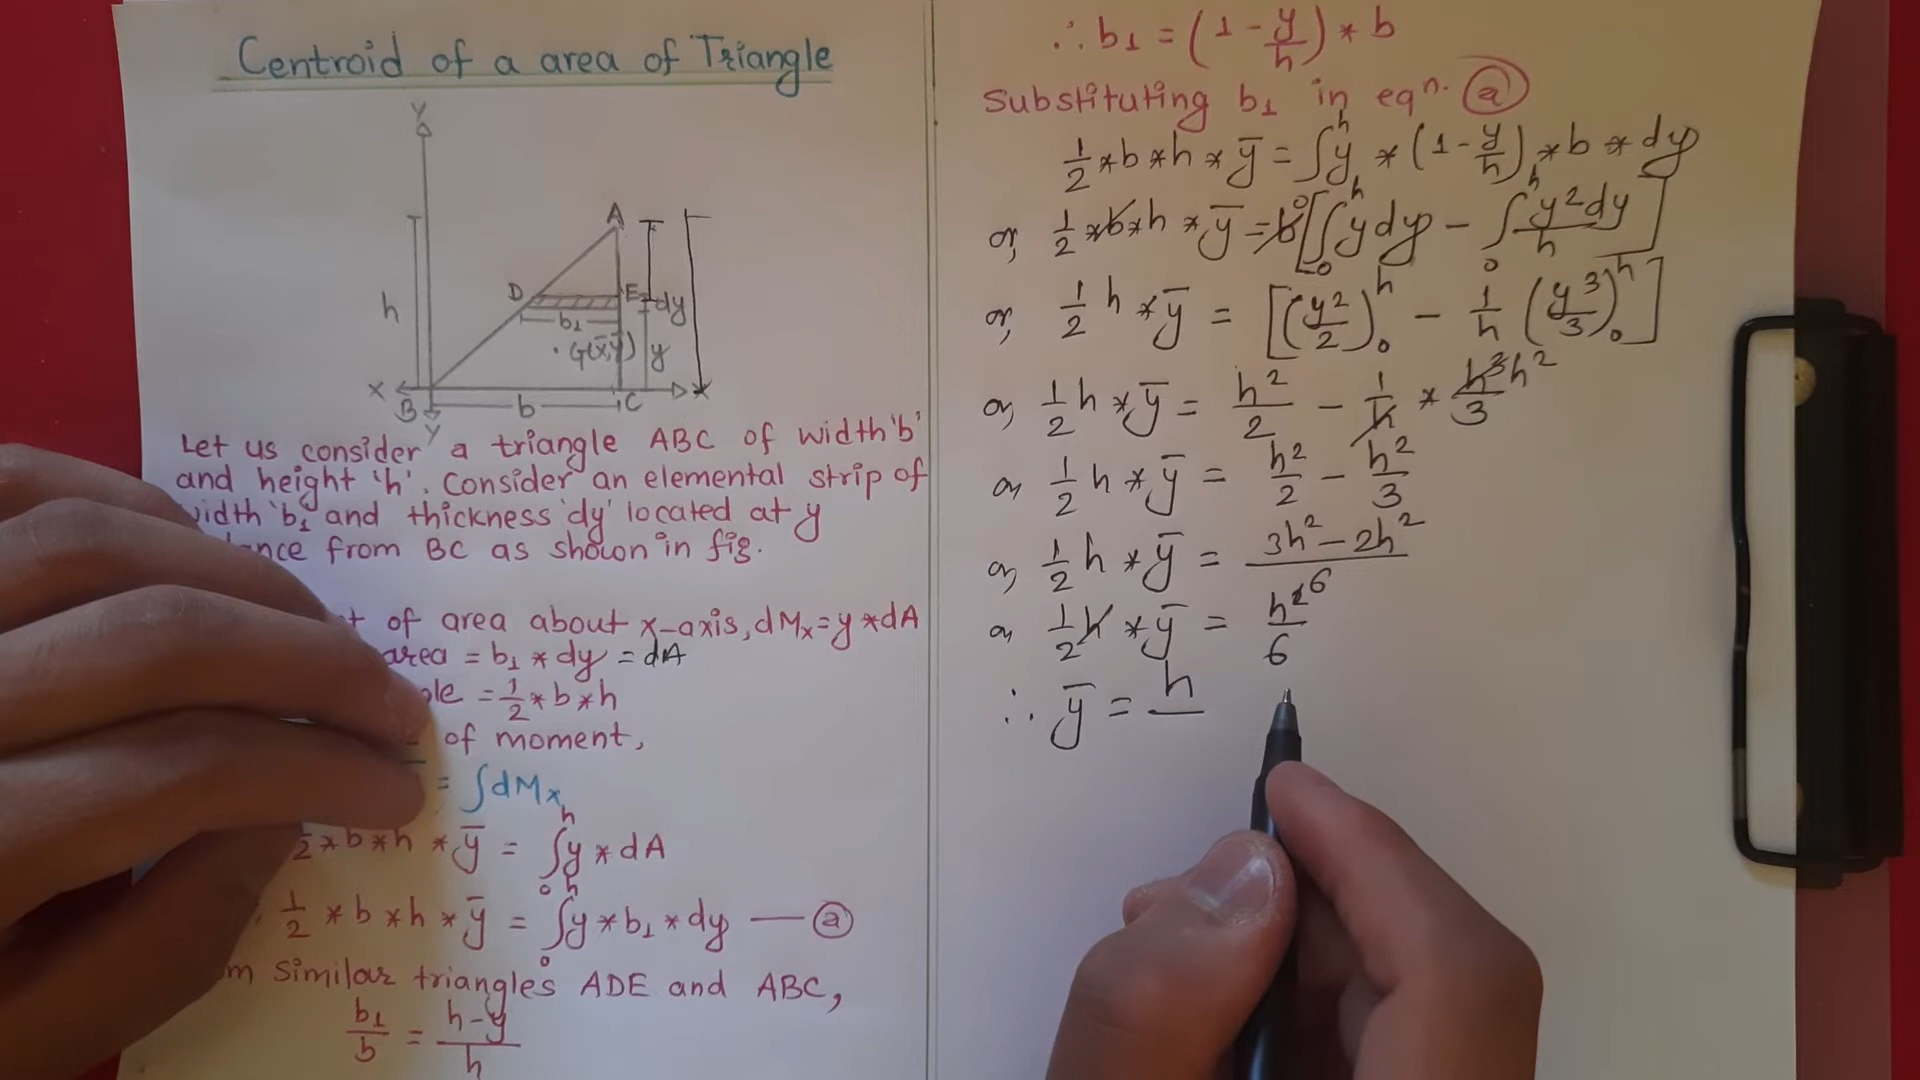 Centroid of a area of Triangle
Y
A
D E dy
h b₁
G(x̄,ȳ) y
X B b C X
Y
Let us consider a triangle ABC of width 'b'
and height 'h'. Consider an elemental strip of
'b₁' and thickness 'dy' located at y
from BC as shown in fig.
of area about x-axis, dMₓ = y * dA
area = b₁ * dy = dA
= 1/2 * b * h
of moment,
= ∫dMₓ
* b * h * ȳ = ∫₀ʰ y * dA
1/2 * b * h * ȳ = ∫₀ʰ y * b₁ * dy — ⓐ
similar triangles ADE and ABC,
b₁/b = (h-y)/h
∴ b₁ = (1 - y/h) * b
Substituting b₁ in eqⁿ. ⓐ
1/2 * b * h * ȳ = ∫₀ʰ y * (1 - y/h) * b * dy
or, 1/2 * b * h * ȳ = b[∫₀ʰ y dy - ∫₀ʰ y² dy/h]
or, 1/2 h * ȳ = [(y²/2)₀ʰ - 1/h (y³/3)₀ʰ]
or, 1/2 h * ȳ = h²/2 - 1/h * h³/3 h²
or, 1/2 h * ȳ = h²/2 - h²/3
or, 1/2 h * ȳ = (3h² - 2h²)/6
or, 1/2 h * ȳ = h²/6
∴ ȳ = h